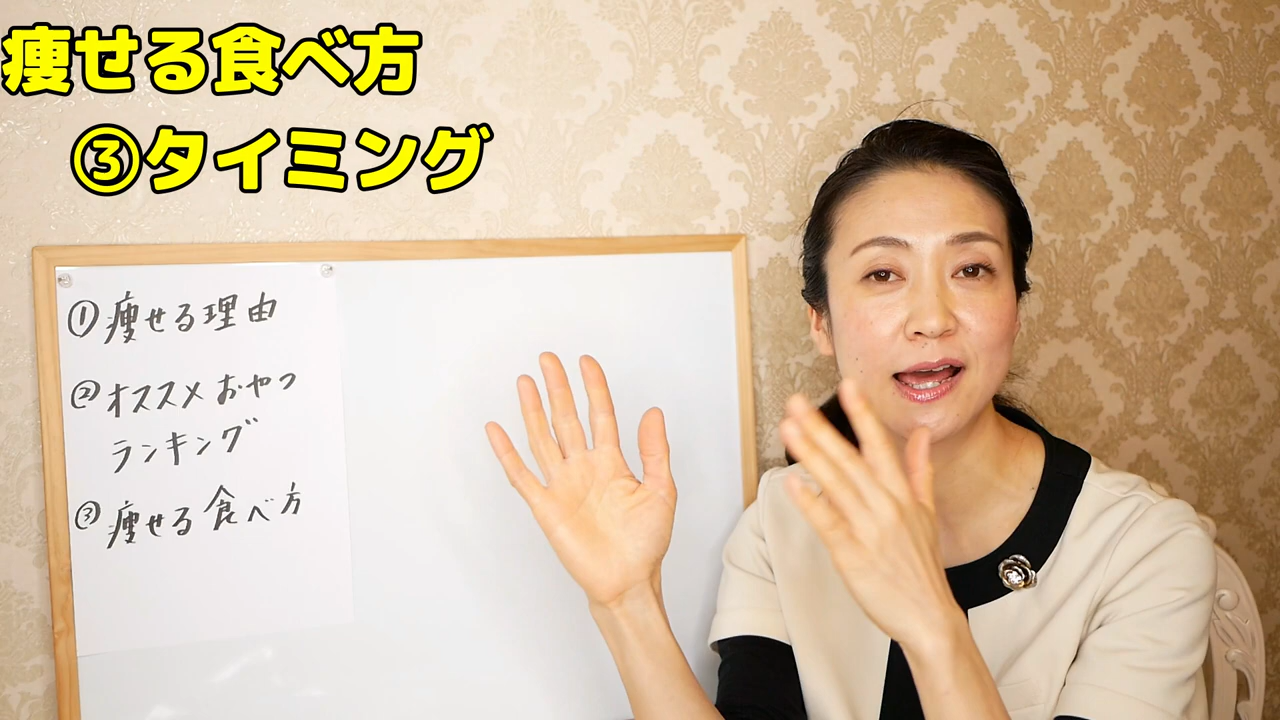 痩せる食べ方
③タイミング
①痩せる理由
②オススメおやつ
ランキング
③痩せる食べ方